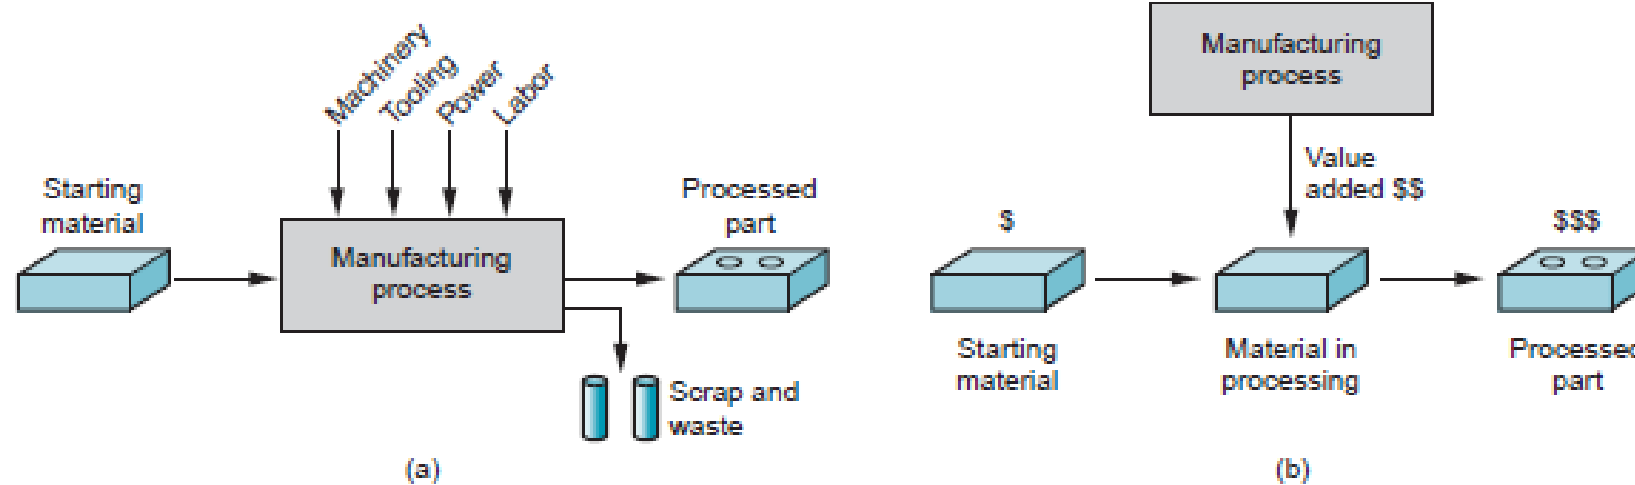 Machinery
Tooling
Power
Labor
Starting
material
Manufacturing
process
Processed
part
Scrap and
waste
(a)
Manufacturing
process
Value
added $$
$
$$$
Starting
material
Material in
processing
Processed
part
(b)